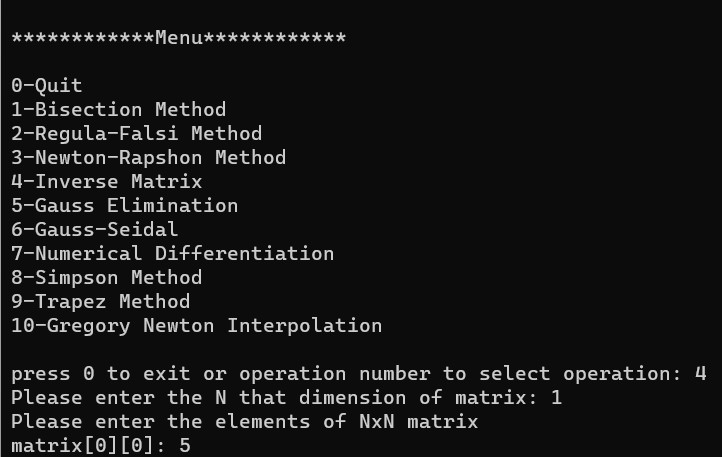 ************Menu************
0-Quit
1-Bisection Method
2-Regula-Falsi Method
3-Newton-Rapshon Method
4-Inverse Matrix
5-Gauss Elimination
6-Gauss-Seidal
7-Numerical Differentiation
8-Simpson Method
9-Trapez Method
10-Gregory Newton Interpolation
press 0 to exit or operation number to select operation: 4
Please enter the N that dimension of matrix: 1
Please enter the elements of NxN matrix
matrix[0][0]: 5